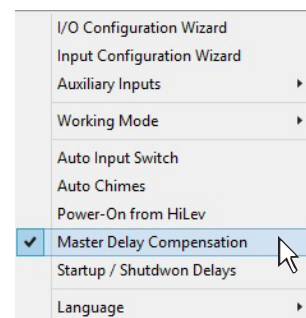 I/O Configuration Wizard
Input Configuration Wizard
Auxiliary Inputs
Working Mode
Auto Input Switch
Auto Chimes
Power-On from HiLev
Master Delay Compensation
Startup / Shutdwon Delays
Language